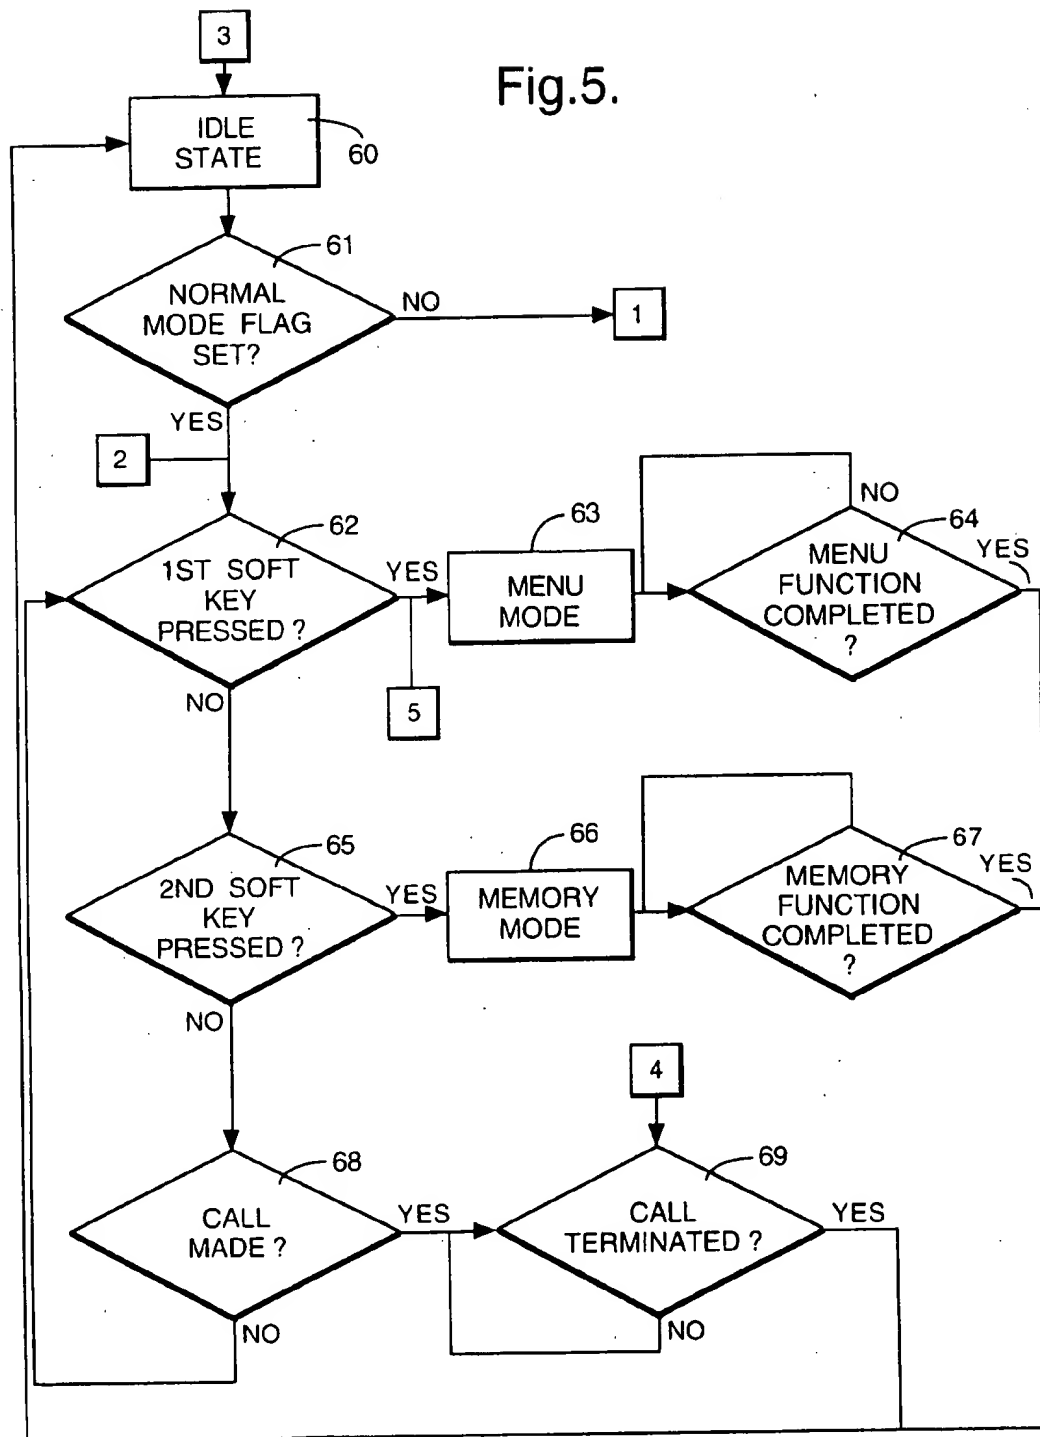 3
Fig.5.
IDLE
STATE
60
61
NORMAL
MODE FLAG
SET?
NO
1
YES
2
62
1ST SOFT
KEY
PRESSED ?
YES
63
MENU
MODE
NO
64
MENU
FUNCTION
COMPLETED
?
YES
NO
5
65
2ND SOFT
KEY
PRESSED ?
YES
66
MEMORY
MODE
67
MEMORY
FUNCTION
COMPLETED
?
YES
NO
4
68
CALL
MADE ?
YES
69
CALL
TERMINATED ?
YES
NO
NO